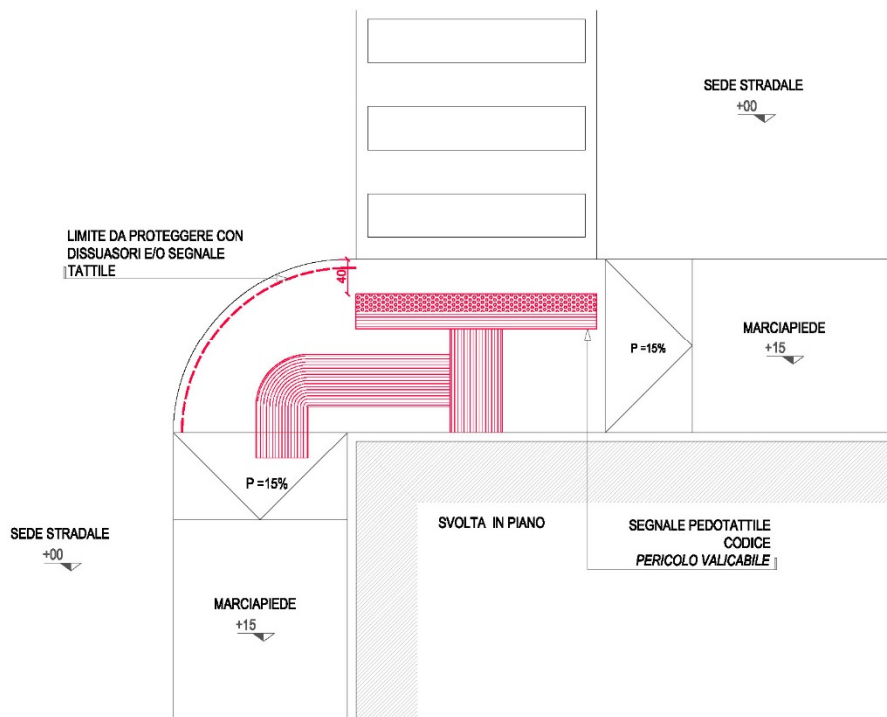 SEDE STRADALE
+00
LIMITE DA PROTEGGERE CON
DISSUASORI E/O SEGNALE
TATTILE
40
P =15%
MARCIAPIEDE
+15
P =15%
SVOLTA IN PIANO
SEGNALE PEDOTATTILE
CODICE
PERICOLO VALICABILE
SEDE STRADALE
+00
MARCIAPIEDE
+15